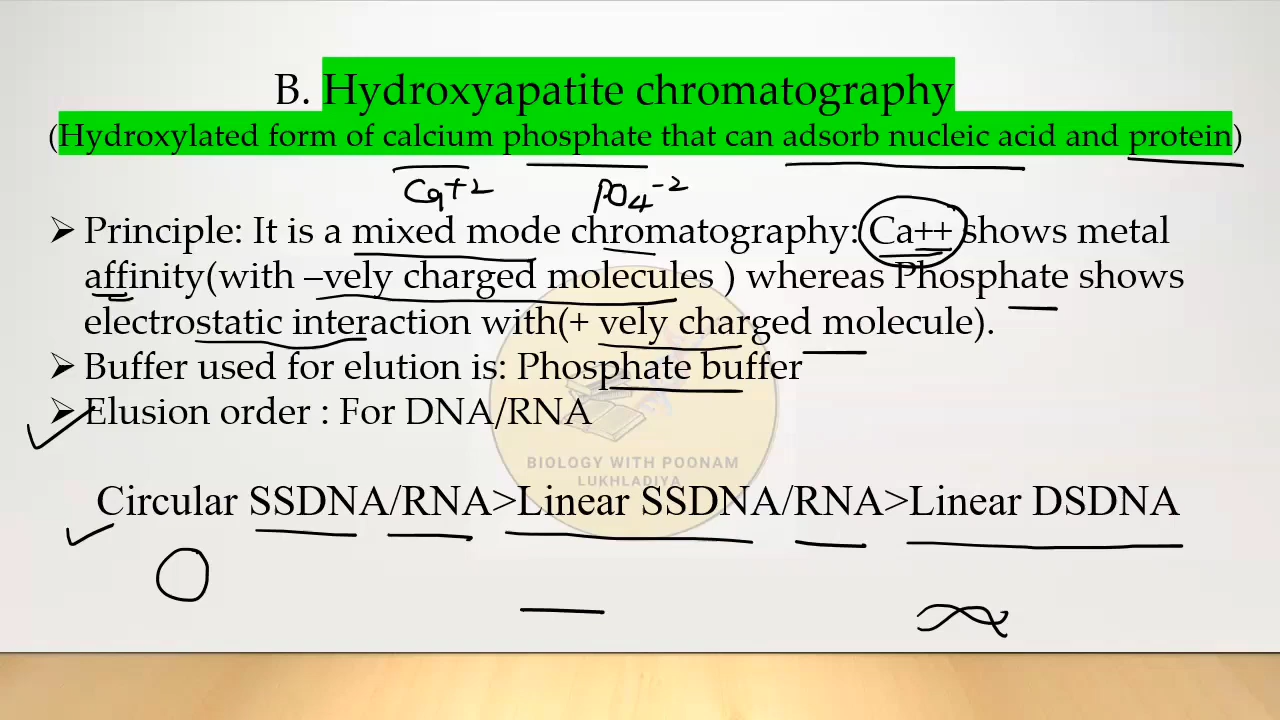 B. Hydroxyapatite chromatography
(Hydroxylated form of calcium phosphate that can adsorb nucleic acid and protein)
Ca+2 PO4-2
➢ Principle: It is a mixed mode chromatography: Ca++ shows metal
affinity(with –vely charged molecules ) whereas Phosphate shows
electrostatic interaction with(+ vely charged molecule).
➢ Buffer used for elution is: Phosphate buffer
➢ Elusion order : For DNA/RNA
BIOLOGY WITH POONAM
LUKHLADIYA
Circular SSDNA/RNA>Linear SSDNA/RNA>Linear DSDNA